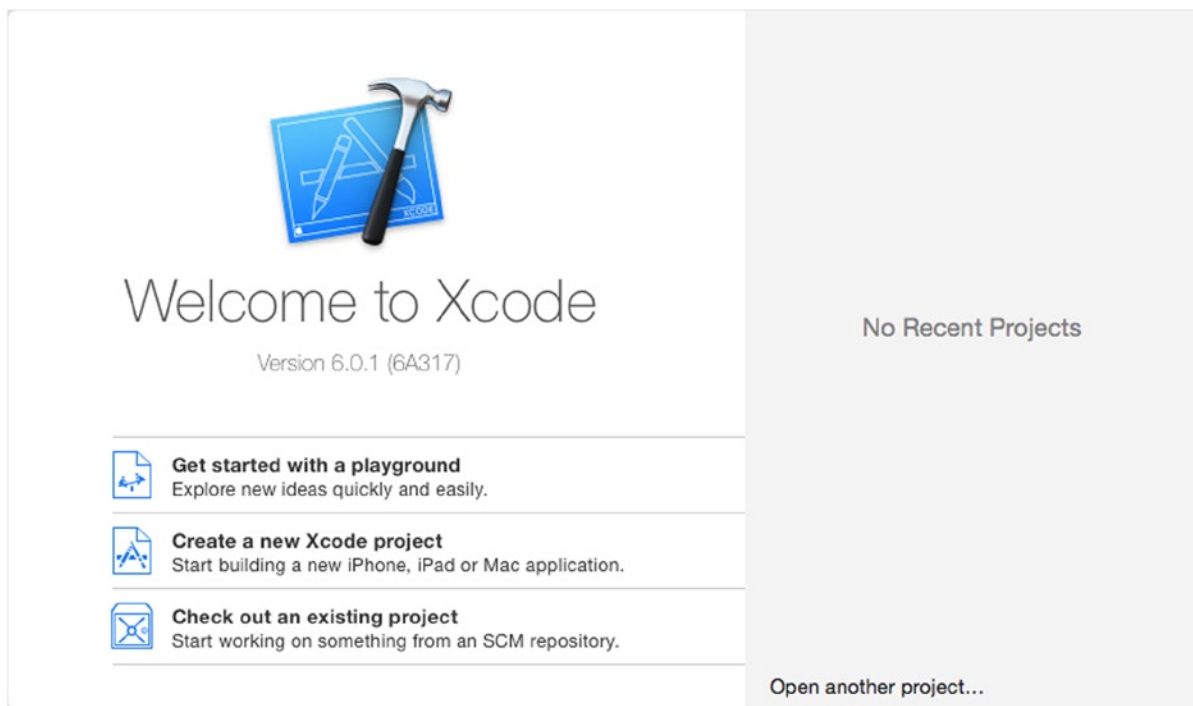 XCODE
Welcome to Xcode
Version 6.0.1 (6A317)
Get started with a playground
Explore new ideas quickly and easily.
Create a new Xcode project
Start building a new iPhone, iPad or Mac application.
Check out an existing project
Start working on something from an SCM repository.
No Recent Projects
Open another project...